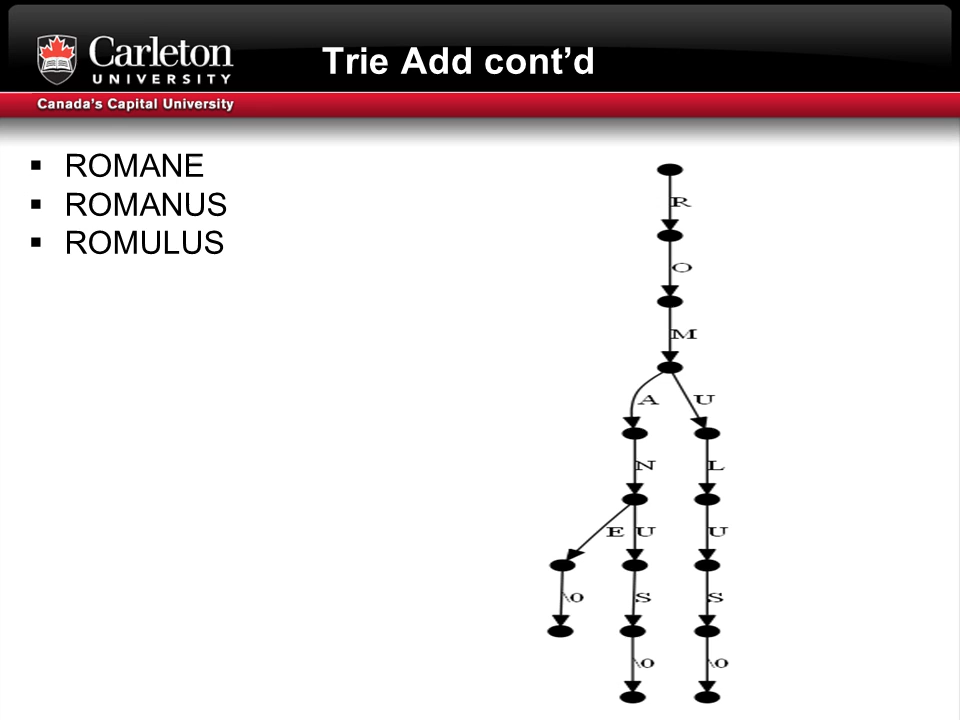 Carleton
UNIVERSITY
Canada's Capital University
Trie Add cont’d
▪ ROMANE
▪ ROMANUS
▪ ROMULUS
R
O
M
A U
N L
E U U
\0 S S
\0 \0